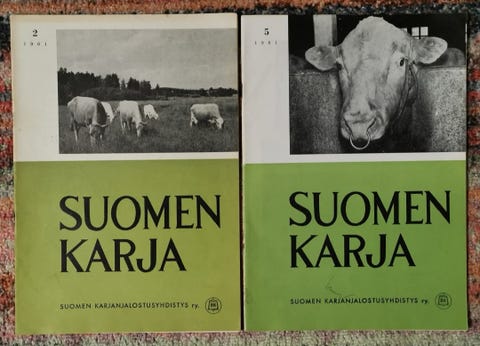 2
1961
SUOMEN
KARJA
SUOMEN KARJANJALOSTUSYHDISTYS ry.
5
1961
SUOMEN
KARJA
SUOMEN KARJANJALOSTUSYHDISTYS ry.